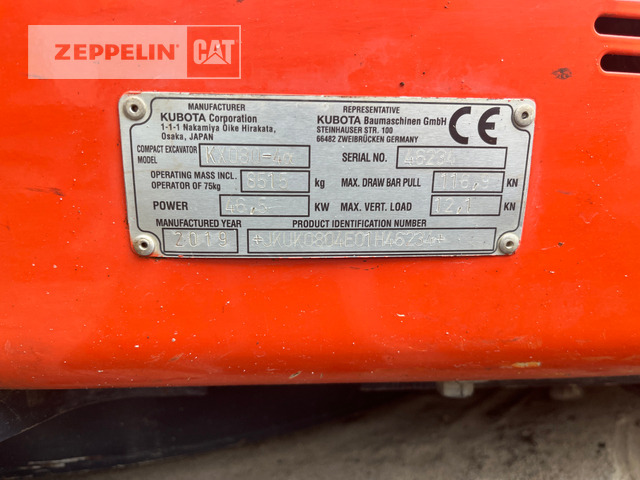 ZEPPELIN CAT
MANUFACTURER
KUBOTA Corporation
1-1-1 Nakamiya Oike Hirakata,
Osaka, JAPAN
REPRESENTATIVE
KUBOTA Baumaschinen GmbH
STEINHAUSER STR. 100
66482 ZWEIBRÜCKEN GERMANY
CE
COMPACT EXCAVATOR
MODEL
SERIAL NO. 46234
OPERATING MASS INCL.
OPERATOR OF 75kg
kg
MAX. DRAW BAR PULL
KN
POWER
KW
MAX. VERT. LOAD 12,1 KN
MANUFACTURED YEAR
2019
PRODUCT IDENTIFICATION NUMBER